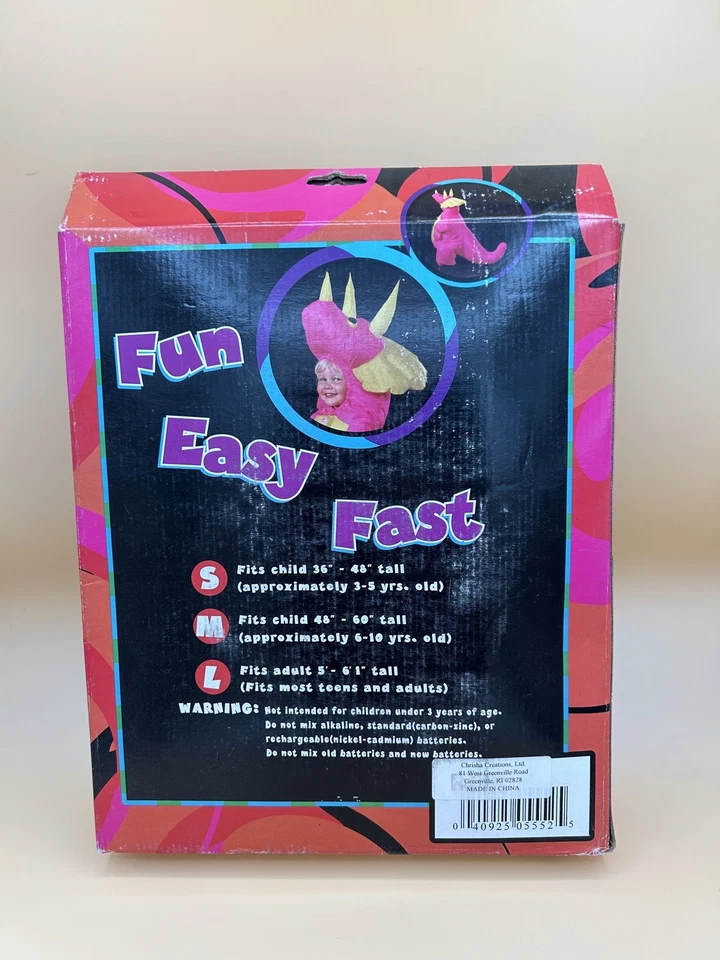 Fun
Easy
Fast
S Fits child 36" - 48" tall
(approximately 3-5 yrs. old)
M Fits child 48" - 60" tall
(approximately 6-10 yrs. old)
L Fits adult 5' - 6'1" tall
(Fits most teens and adults)
WARNING: Not intended for children under 3 years of age.
Do not mix alkaline, standard(carbon-zinc), or
rechargeable(nickel-cadmium) batteries.
Do not mix old batteries and new batteries.
Chrisha Creations, Ltd.
81 West Greenville Road
Greenville, RI 02828
MADE IN CHINA
0 40925 05552 5